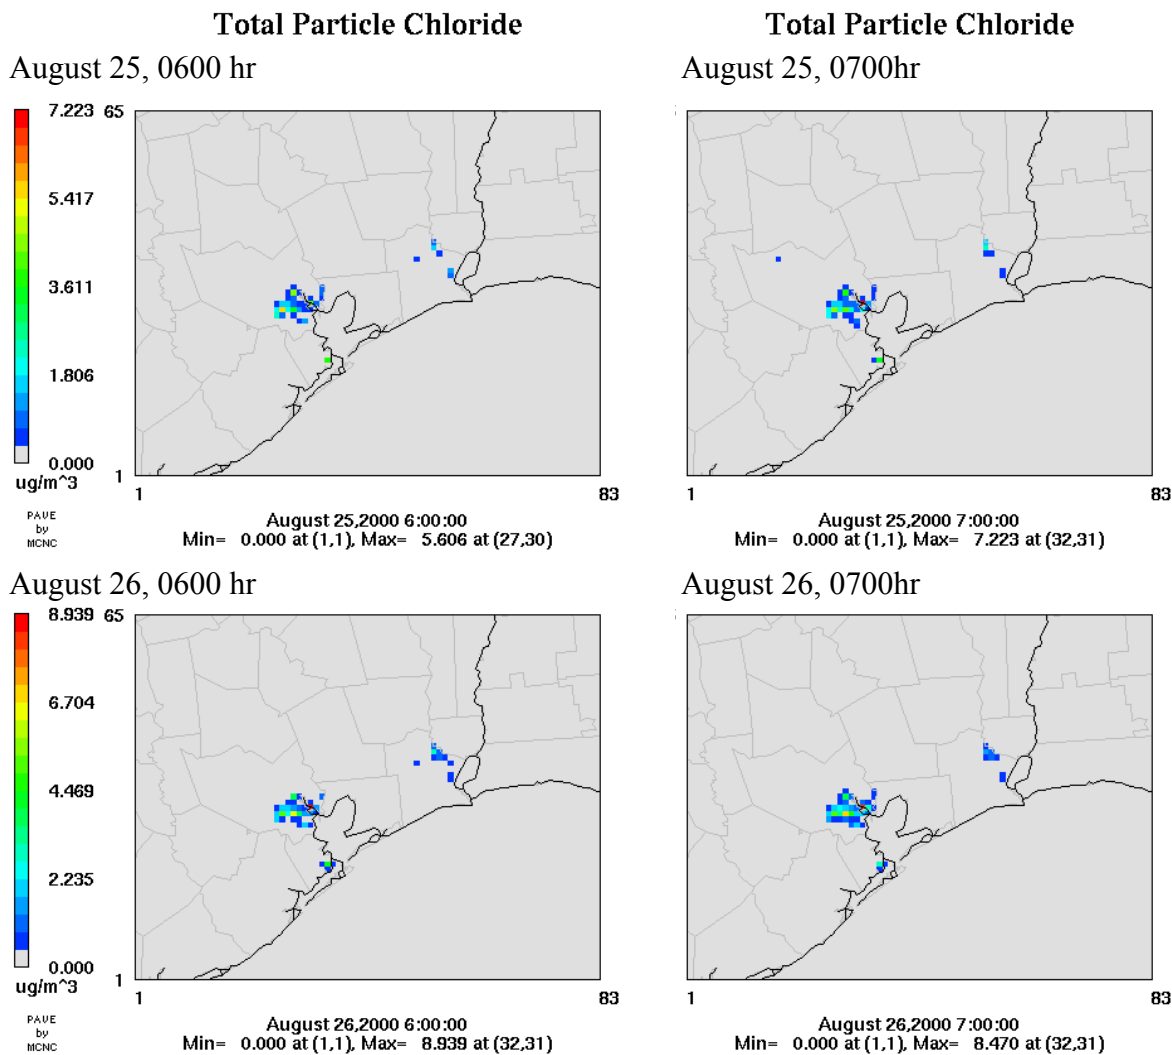 Total Particle Chloride
Total Particle Chloride
August 25, 0600 hr
August 25, 0700hr
7.223
5.417
3.611
1.806
0.000
ug/m^3
PAVE
by
MCNC
65
1
1
83
August 25,2000 6:00:00
Min= 0.000 at (1,1), Max= 5.606 at (27,30)
1
83
August 25,2000 7:00:00
Min= 0.000 at (1,1), Max= 7.223 at (32,31)
August 26, 0600 hr
August 26, 0700hr
8.939
6.704
4.469
2.235
0.000
ug/m^3
PAVE
by
MCNC
65
1
1
83
August 26,2000 6:00:00
Min= 0.000 at (1,1), Max= 8.939 at (32,31)
1
83
August 26,2000 7:00:00
Min= 0.000 at (1,1), Max= 8.470 at (32,31)